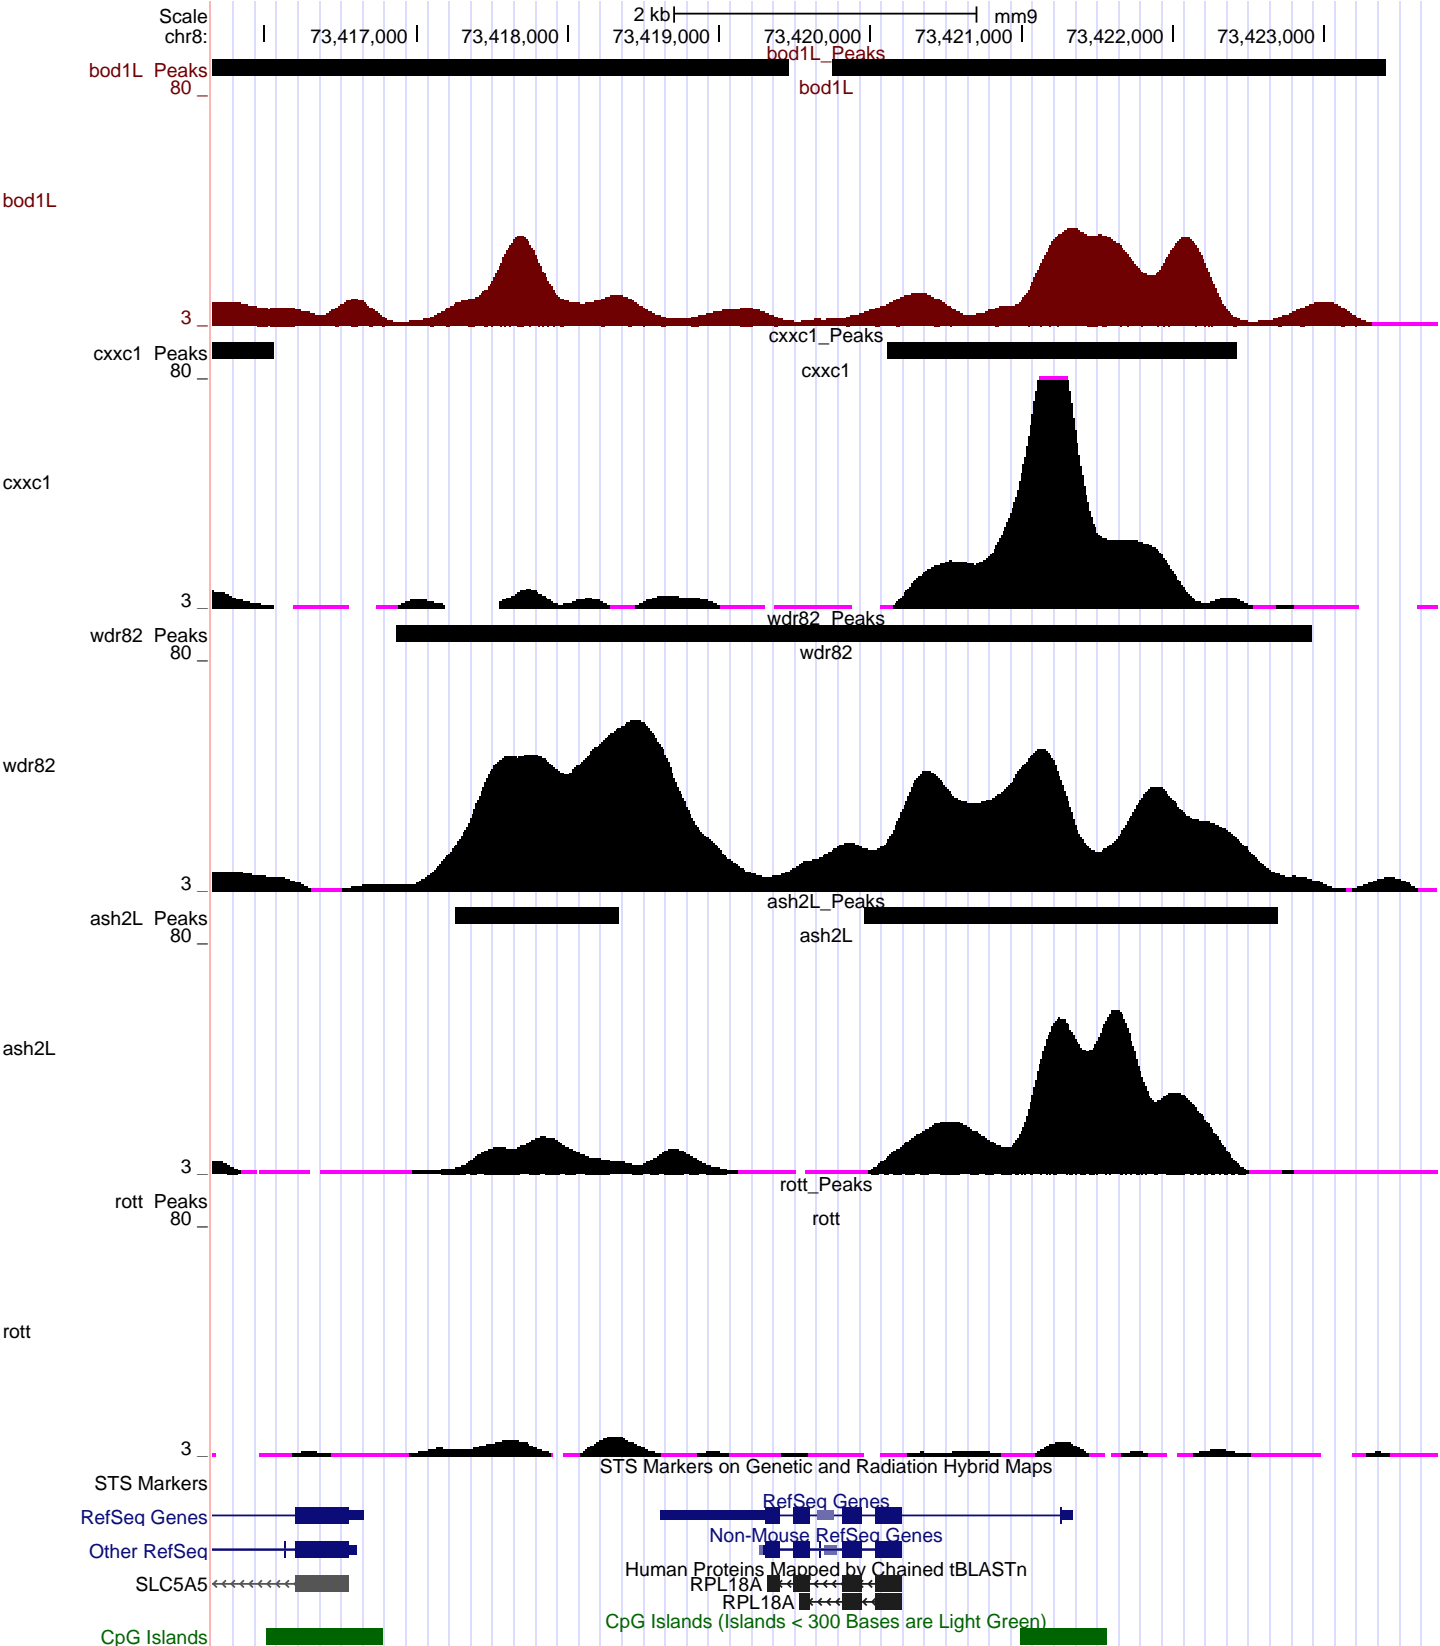 Scale 2 kb mm9
chr8: 73,417,000 73,418,000 73,419,000 73,420,000 73,421,000 73,422,000 73,423,000
bod1L_Peaks
bod1L Peaks
80 _ bod1L
bod1L
3 _
cxxc1_Peaks
cxxc1 Peaks
80 _ cxxc1
cxxc1
3 _
wdr82_Peaks
wdr82 Peaks
80 _ wdr82
wdr82
3 _
ash2L_Peaks
ash2L Peaks
80 _ ash2L
ash2L
3 _
rott_Peaks
rott Peaks
80 _ rott
rott
3 _
STS Markers on Genetic and Radiation Hybrid Maps
STS Markers
RefSeq Genes
RefSeq Genes
Non-Mouse RefSeq Genes
Other RefSeq
Human Proteins Mapped by Chained tBLASTn
SLC5A5 RPL18A
RPL18A
CpG Islands (Islands < 300 Bases are Light Green)
CpG Islands